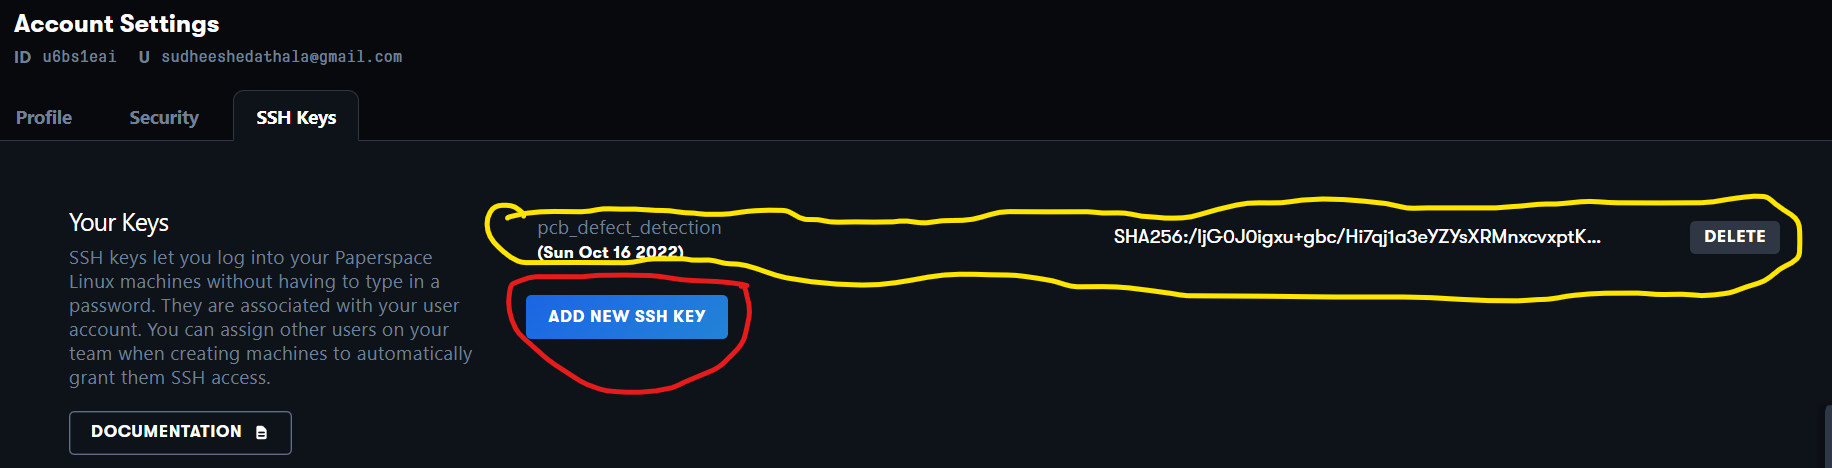 Account Settings
ID u6bs1eai U sudheeshedathala@gmail.com
Profile Security SSH Keys
Your Keys
SSH keys let you log into your Paperspace
Linux machines without having to type in a
password. They are associated with your user
account. You can assign other users on your
team when creating machines to automatically
grant them SSH access.
DOCUMENTATION
pcb_defect_detection
(Sun Oct 16 2022)
SHA256:/IjG0J0igxu+gbc/Hi7qj1a3eYZYsXRMnxcvxptK...
DELETE
ADD NEW SSH KEY